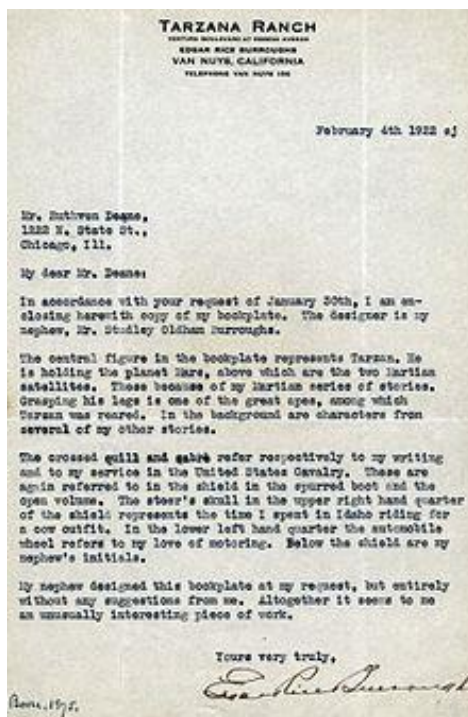 TARZANA RANCH
VENTURA BOULEVARD AT RESEDA AVENUE
EDGAR RICE BURROUGHS
VAN NUYS, CALIFORNIA
TELEPHONE VAN NUYS
February 4th 1922 ej
Mr. Ruthven Deane,
1222 N. State St.,
Chicago, Ill.
My dear Mr. Deane:
In accordance with your request of January 30th, I am en-
closing herewith copy of my bookplate. The designer is my
nephew, Mr. Studley Oldham Burroughs.
The central figure in the bookplate represents Tarzan. He
is holding the planet Mars, above which are the two Martian
satellites. These because of my Martian series of stories.
Grasping his legs is one of the great apes, among which
Tarzan was reared. In the background are characters from
several of my other stories.
The crossed quill and sabre refer respectively to my writing
and to my service in the United States Cavalry. These are
again referred to in the shield in the spurred boot and the
open volume. The steer's skull in the upper right hand quarter
of the shield represents the time I spent in Idaho riding for
a cow outfit. In the lower left hand quarter the automobile
wheel refers to my love of motoring. Below the shield are my
nephew's initials.
My nephew designed this bookplate at my request, but entirely
without any suggestions from me. Altogether it seems to me
an unusually interesting piece of work.
Yours very truly,
Edgar Rice Burroughs